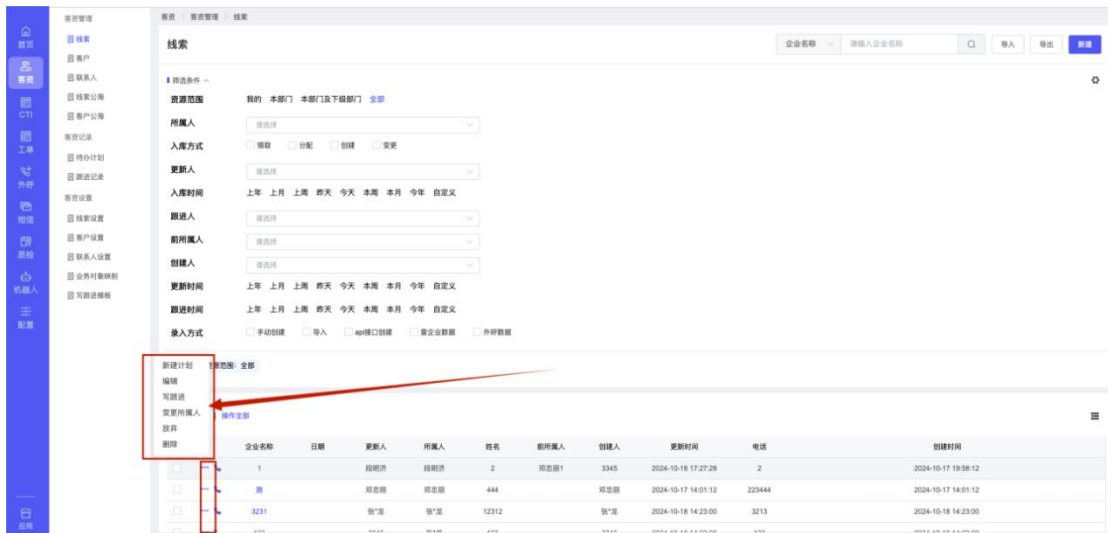 首页
客资
CTI
工单
外呼
短信
质检
机器人
配置
应用
客资管理
线索
客户
联系人
线索公海
客户公海
客资记录
待办计划
跟进记录
客资设置
线索设置
客户设置
联系人设置
业务对象映射
写跟进模板
客资 > 客资管理 > 线索
线索
企业名称 请输入企业名称 导入 导出 新建
筛选条件
资源范围 我的 本部门 本部门及下级部门 全部
所属人 请选择
入库方式 领取 分配 创建 变更
更新人 请选择
入库时间 上年 上月 上周 昨天 今天 本周 本月 今年 自定义
跟进人 请选择
前所属人 请选择
创建人 请选择
更新时间 上年 上月 上周 昨天 今天 本周 本月 今年 自定义
跟进时间 上年 上月 上周 昨天 今天 本周 本月 今年 自定义
录入方式 手动创建 导入 api接口创建 查企业数据 外呼数据
新建计划
编辑
写跟进
变更所属人
放弃
删除
源范围: 全部
操作全部
企业名称 日期 更新人 所属人 姓名 前所属人 创建人 更新时间 电话 创建时间
1 段明济 段明济 2 邓忠丽1 3345 2024-10-18 17:27:28 2 2024-10-17 19:58:12
测 邓忠丽 邓忠丽 444 邓忠丽 2024-10-17 14:01:12 223444 2024-10-17 14:01:12
3231 张*龙 张*龙 12312 张*龙 2024-10-18 14:23:00 3213 2024-10-18 14:23:00